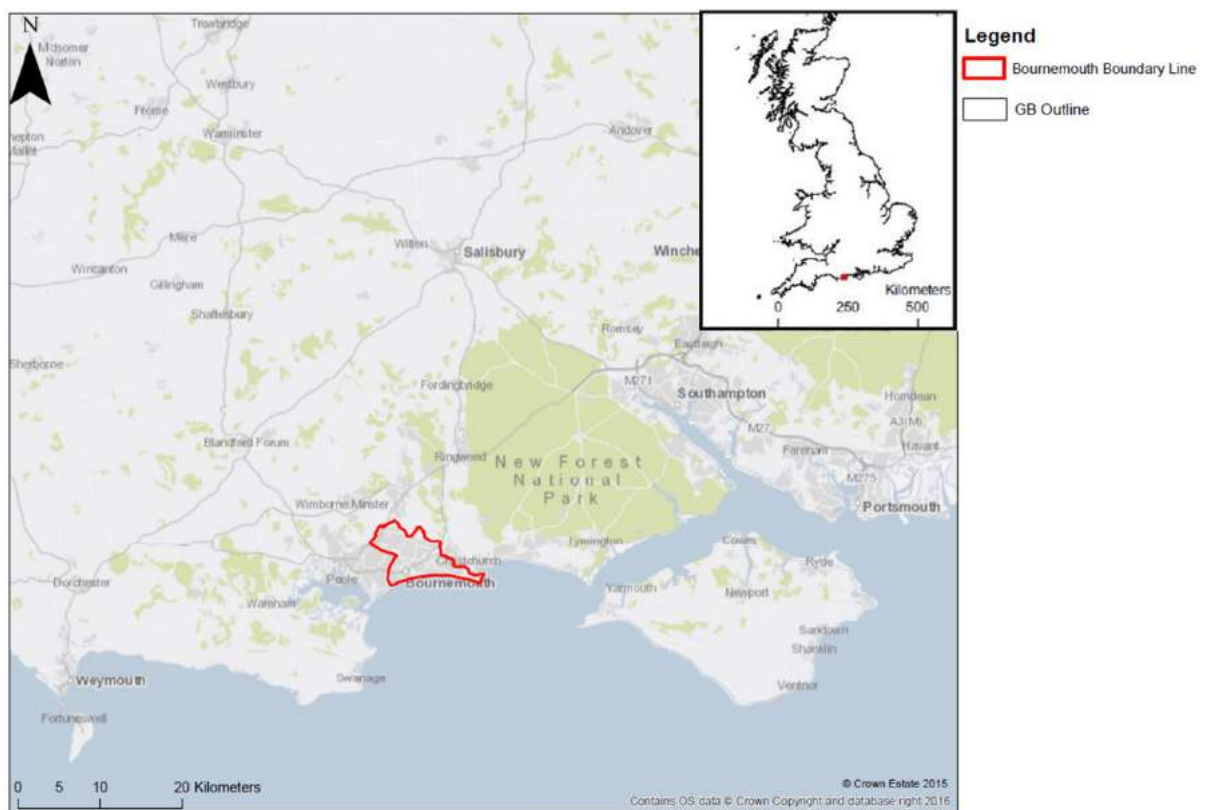 N
Trowbridge
Midsomer
Norton
Westbury
Frome
Warminster
Andover
Mere
Wilton
Salisbury
Winche
Wincanton
Gillingham
Shaftesbury
Romsey
Sherborne
Eastleigh
M271
Fordingbridge
Southampton
Horndean
A3(M)
M27
Havant
Blandford Forum
Fareham
Ringwood
New Forest
National
Park
M275
Portsmouth
Wimborne Minster
Lymington
Cowes
Christchurch
Ryde
Dorchester
Poole
Bournemouth
Yarmouth
Newport
Wareham
Sandown
Shanklin
Weymouth
Swanage
Ventnor
Fortuneswell
0 5 10 20 Kilometers
© Crown Estate 2015
Contains OS data © Crown Copyright and database right 2016
Kilometers
0 250 500
Legend
Bournemouth Boundary Line
GB Outline